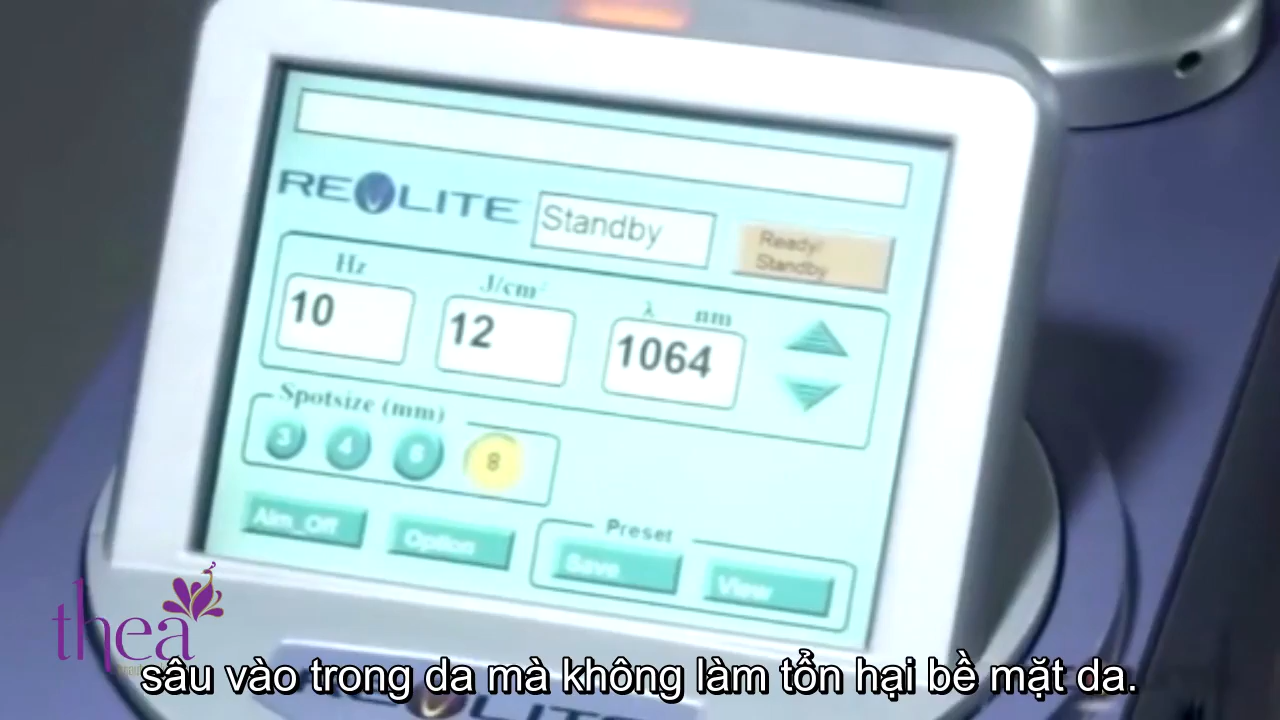 REVLITE
Standby
Ready/
Standby
Hz
J/cm²
λ nm
10
12
1064
Spotsize (mm)
3 4 6 8
Aim_Off
Option
Preset
Save
View
thea
sâu vào trong da mà không làm tổn hại bề mặt da.
REVLITE